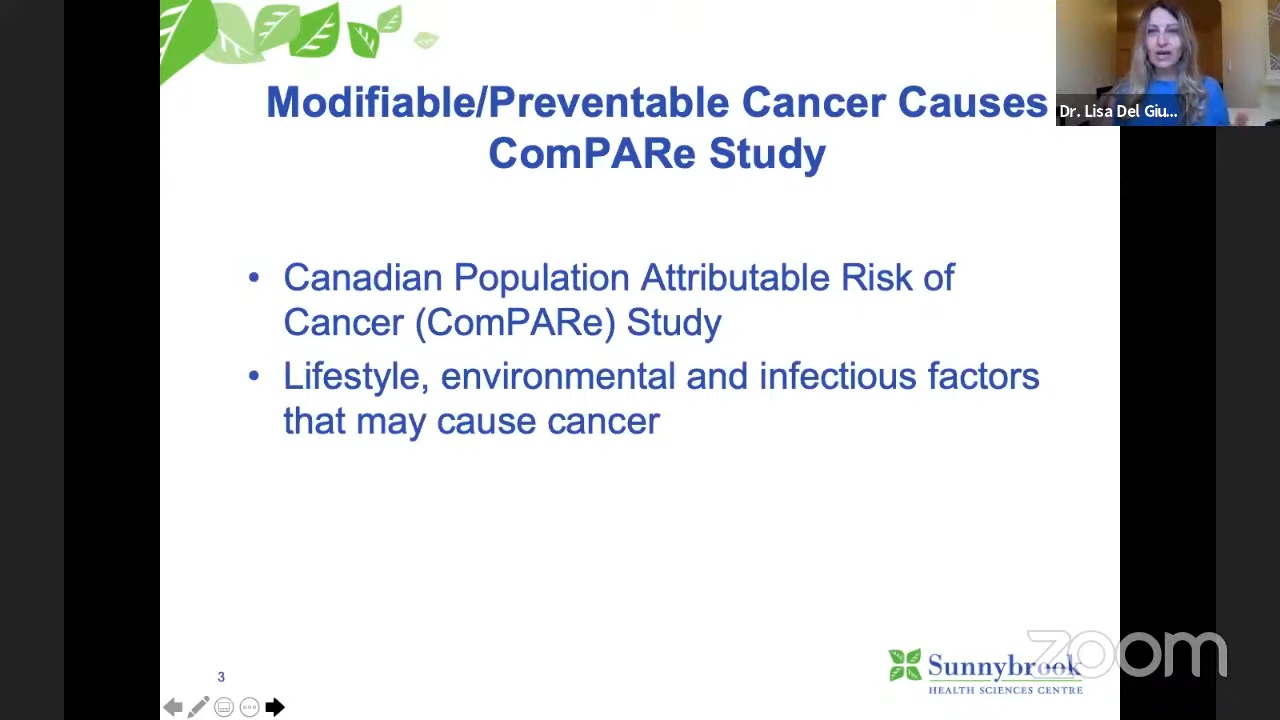 Modifiable/Preventable Cancer Causes
ComPARe Study
Dr. Lisa Del Giu...
• Canadian Population Attributable Risk of
Cancer (ComPARe) Study
• Lifestyle, environmental and infectious factors
that may cause cancer
3
Sunnybrook
HEALTH SCIENCES CENTRE
zoom